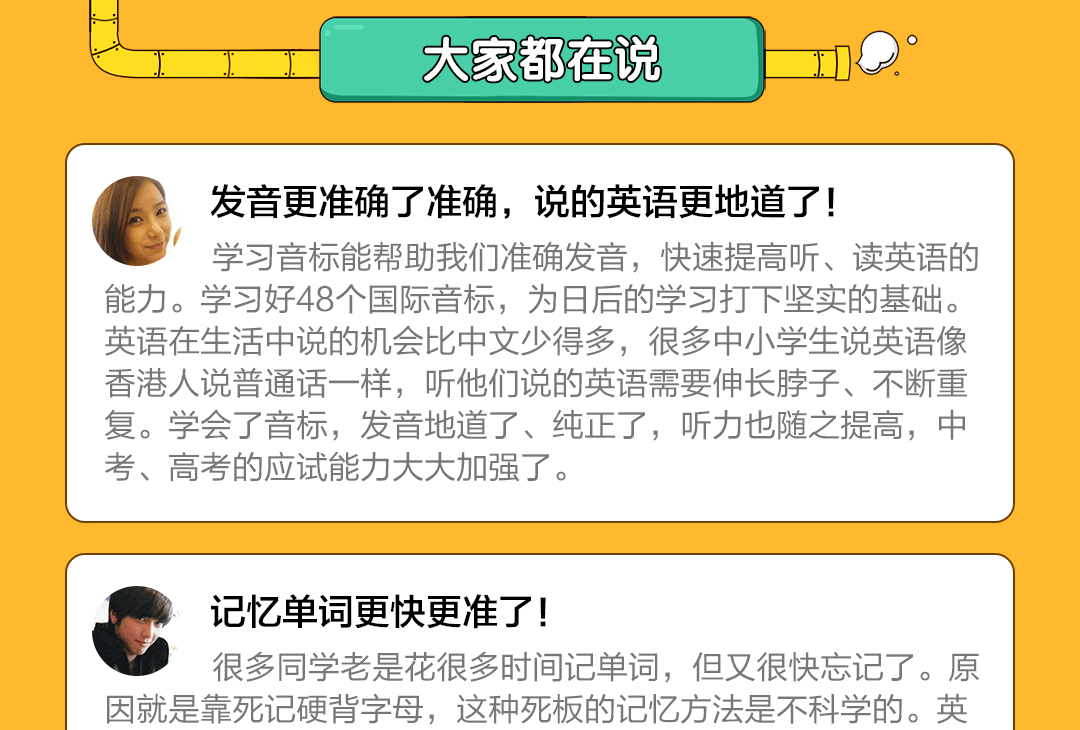 大家都在说
发音更准确了准确，说的英语更地道了！
学习音标能帮助我们准确发音，快速提高听、读英语的
能力。学习好48个国际音标，为日后的学习打下坚实的基础。
英语在生活中说的机会比中文少得多，很多中小学生说英语像
香港人说普通话一样，听他们说的英语需要伸长脖子、不断重
复。学会了音标，发音地道了、纯正了，听力也随之提高，中
考、高考的应试能力大大加强了。
记忆单词更快更准了！
很多同学老是花很多时间记单词，但又很快忘记了。原
因就是靠死记硬背字母，这种死板的记忆方法是不科学的。英